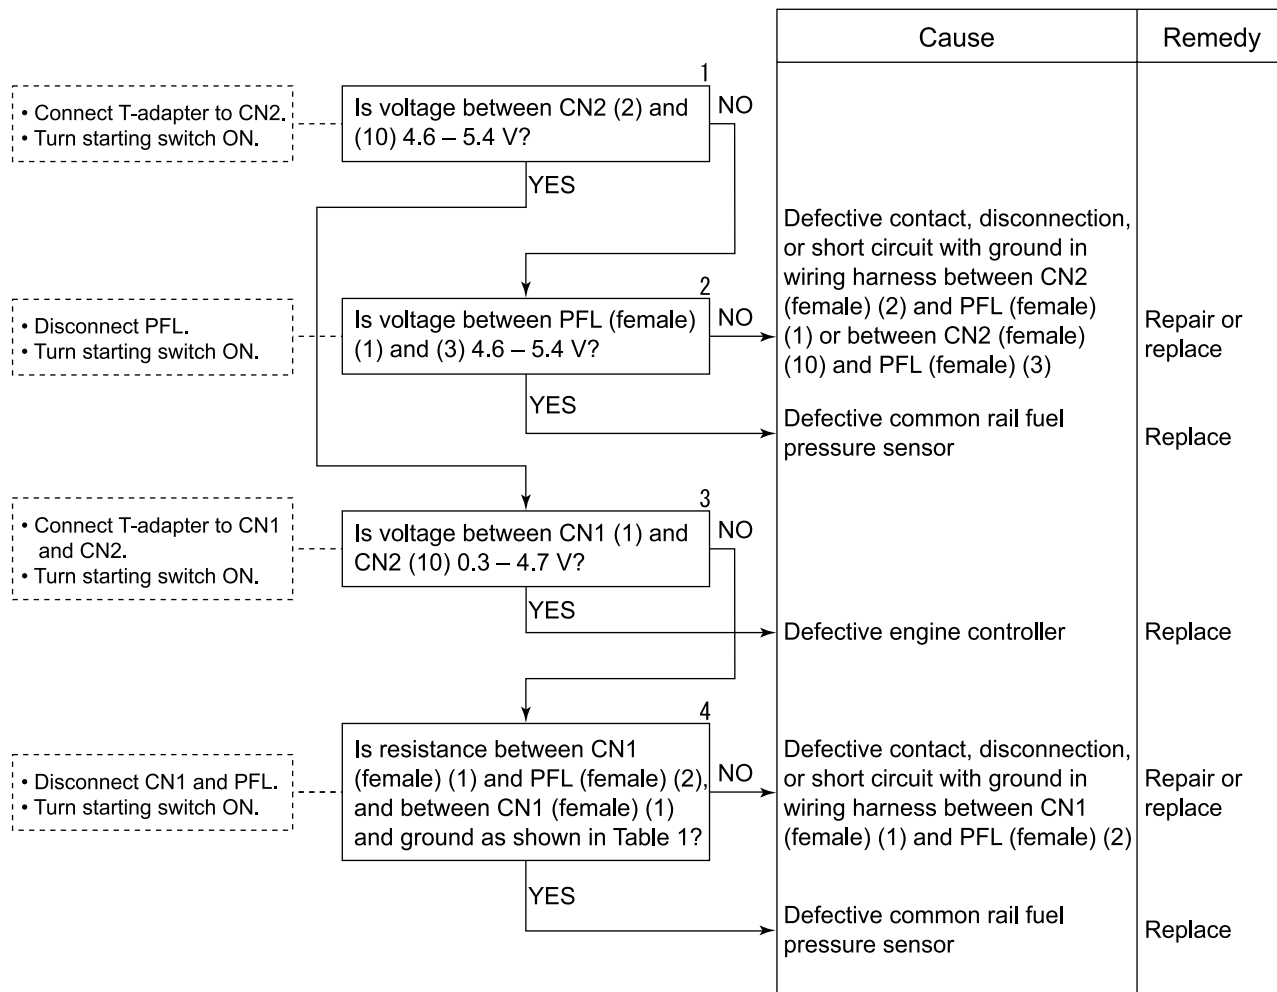 Cause
Remedy
1
• Connect T-adapter to CN2.
• Turn starting switch ON.
Is voltage between CN2 (2) and
(10) 4.6 – 5.4 V?
NO
YES
Defective contact, disconnection,
or short circuit with ground in
wiring harness between CN2
(female) (2) and PFL (female)
(1) or between CN2 (female)
(10) and PFL (female) (3)
Repair or
replace
2
• Disconnect PFL.
• Turn starting switch ON.
Is voltage between PFL (female)
(1) and (3) 4.6 – 5.4 V?
NO
YES
Defective common rail fuel
pressure sensor
Replace
3
• Connect T-adapter to CN1
and CN2.
• Turn starting switch ON.
Is voltage between CN1 (1) and
CN2 (10) 0.3 – 4.7 V?
NO
YES
Defective engine controller
Replace
4
• Disconnect CN1 and PFL.
• Turn starting switch ON.
Is resistance between CN1
(female) (1) and PFL (female) (2),
and between CN1 (female) (1)
and ground as shown in Table 1?
NO
Defective contact, disconnection,
or short circuit with ground in
wiring harness between CN1
(female) (1) and PFL (female) (2)
Repair or
replace
YES
Defective common rail fuel
pressure sensor
Replace